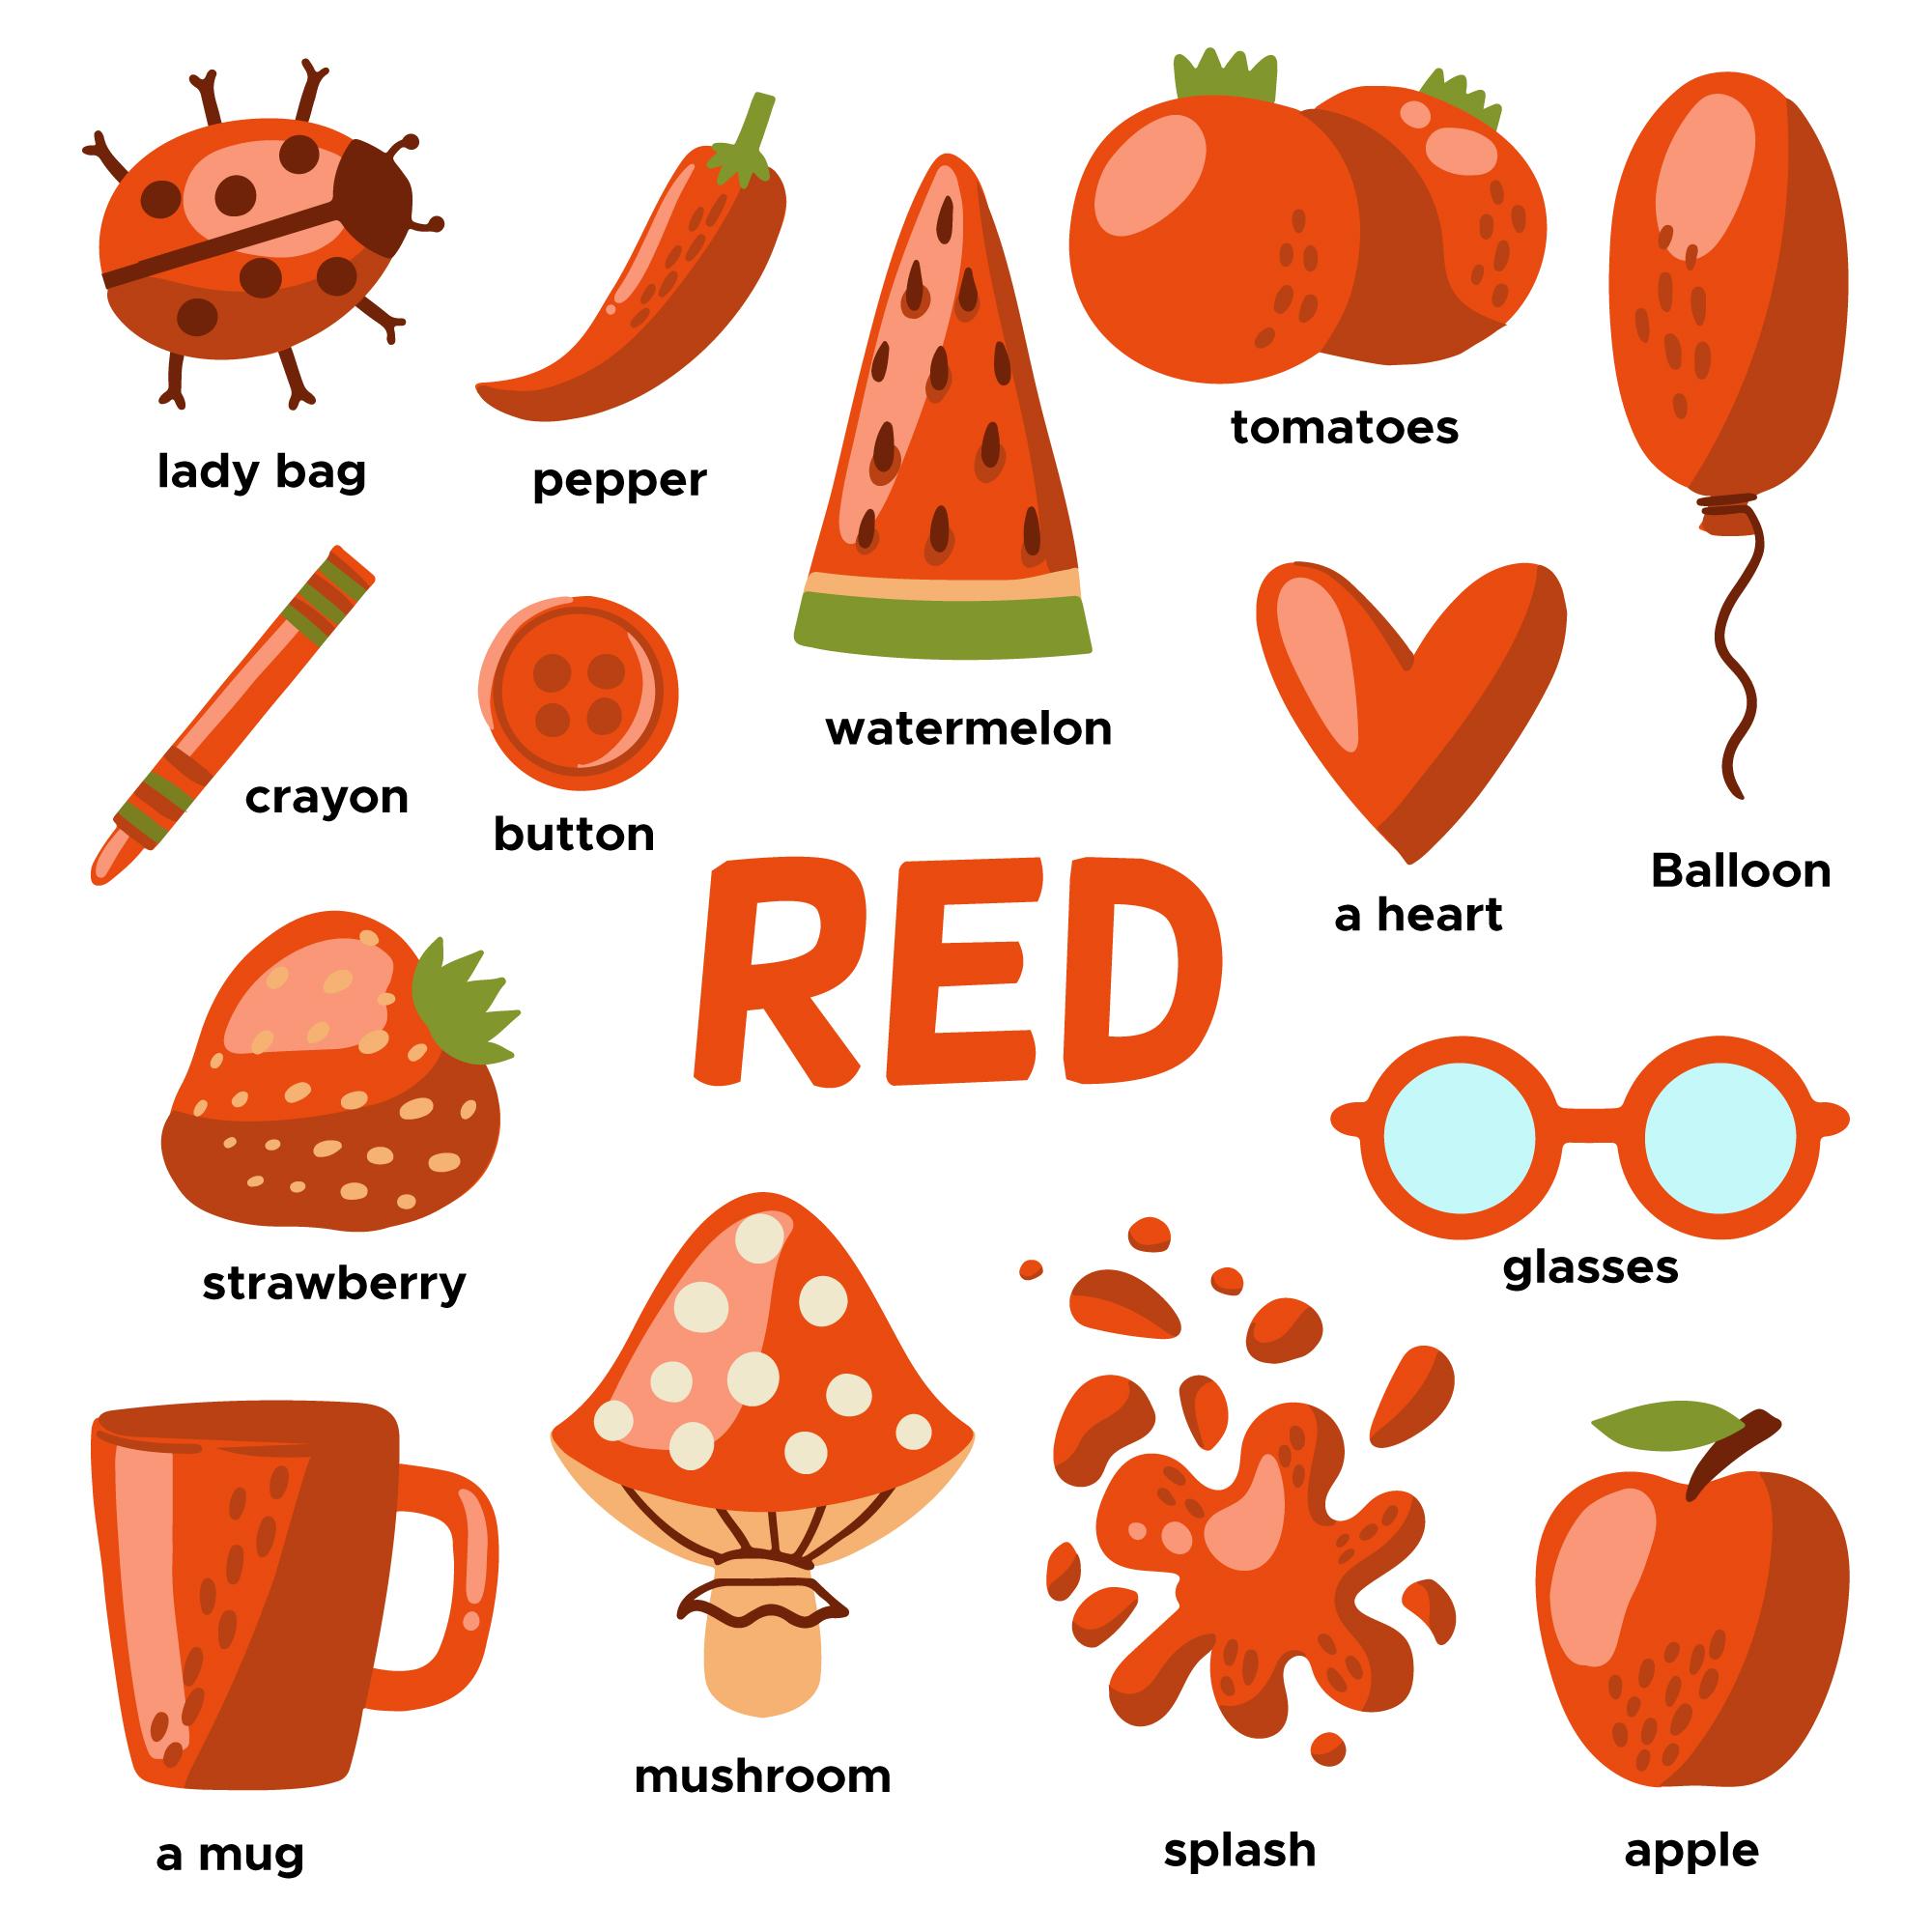 lady bag
pepper
tomatoes
watermelon
crayon
button
a heart
Balloon
RED
strawberry
glasses
mushroom
a mug
splash
apple